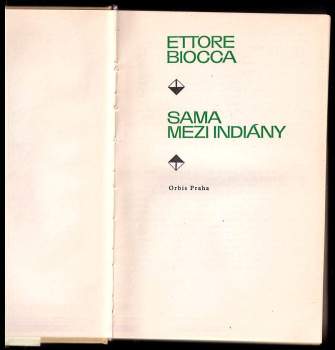 ETTORE
BIOCCA
SAMA
MEZI INDIÁNY
Orbis Praha